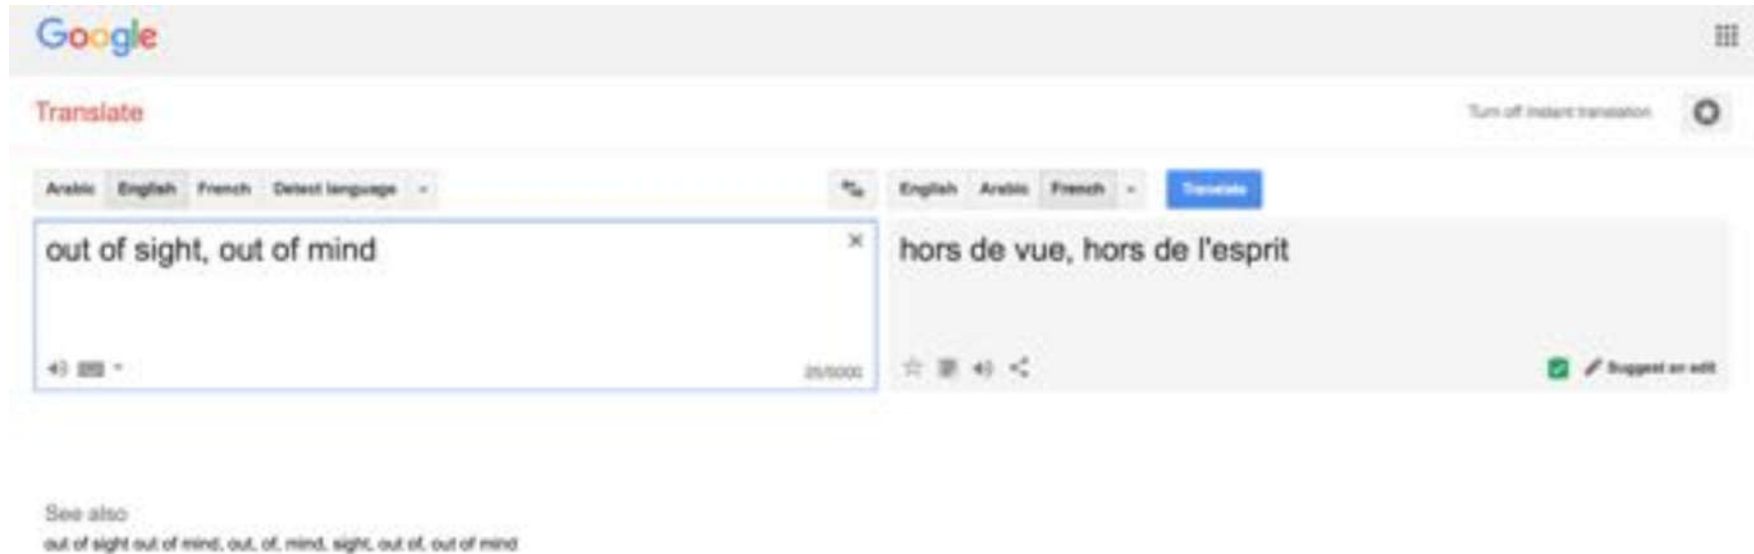 Google
Translate
Turn off instant translation
Arabic English French Detect language
English Arabic French Translate
out of sight, out of mind
hors de vue, hors de l'esprit
Suggest an edit
See also
out of sight out of mind, out, of, mind, sight, out of, out of mind